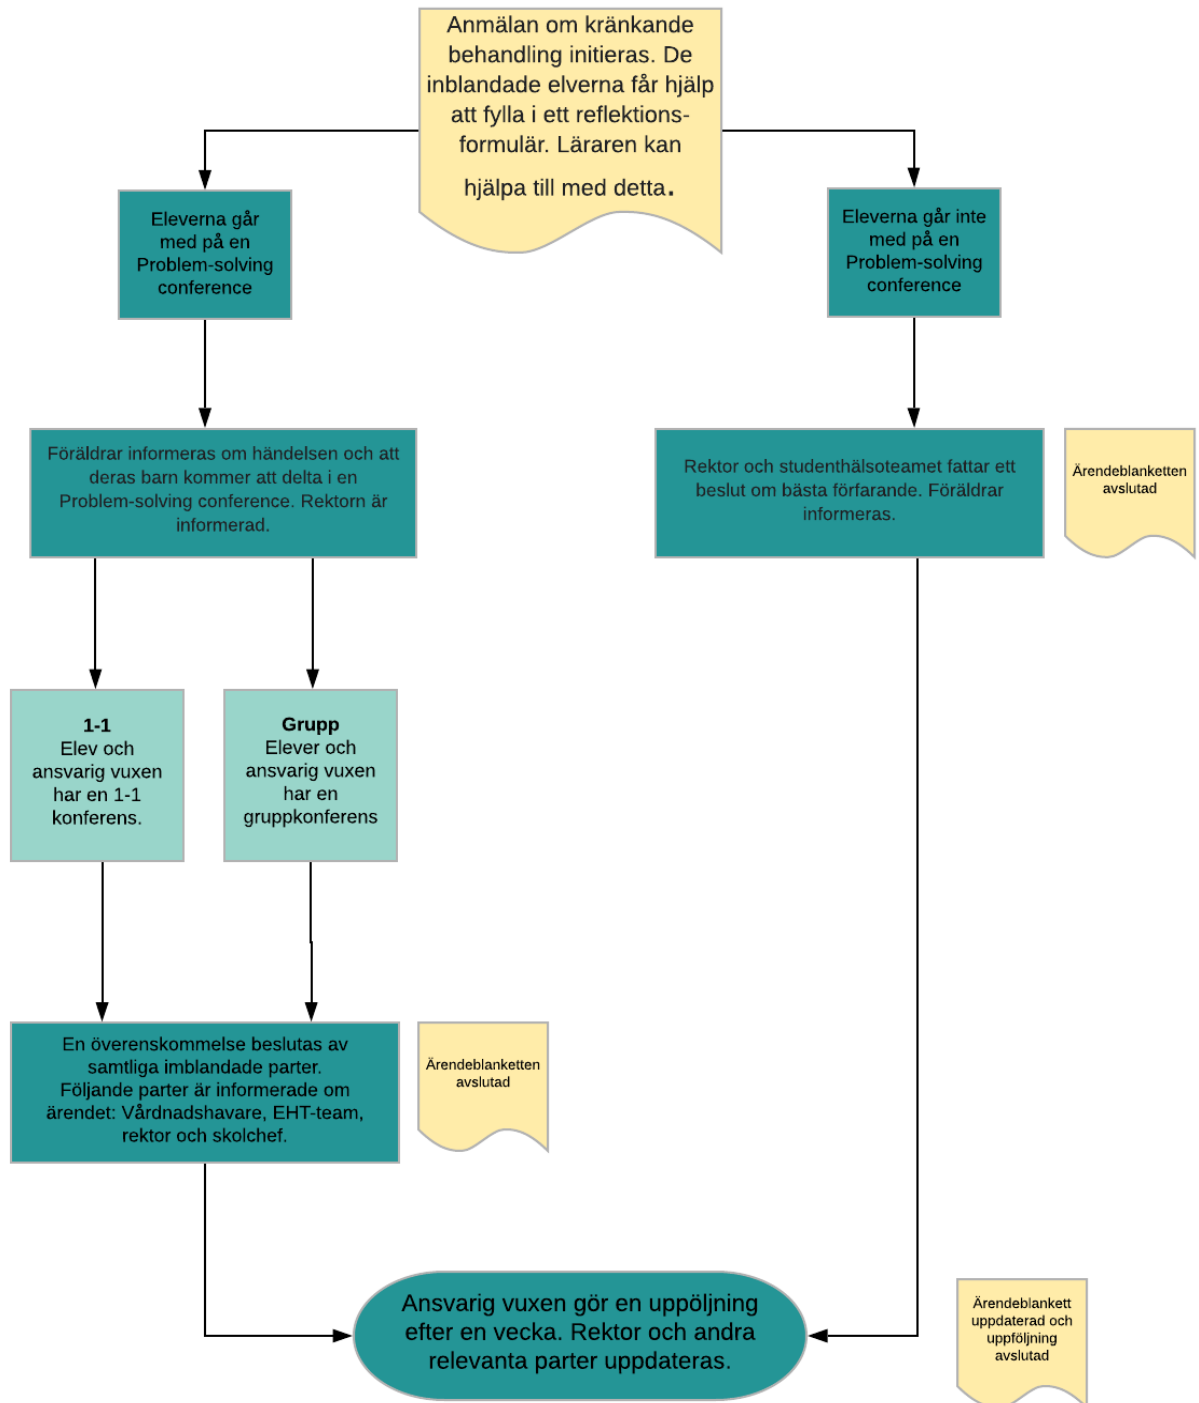 Anmälan om kränkande
behandling initieras. De
inblandade elverna får hjälp
att fylla i ett reflektions-
formulär. Läraren kan
hjälpa till med detta.
Eleverna går
med på en
Problem-solving
conference
Eleverna går inte
med på en
Problem-solving
conference
Föräldrar informeras om händelsen och att
deras barn kommer att delta i en
Problem-solving conference. Rektorn är
informerad.
Rektor och studenthälsoteamet fattar ett
beslut om bästa förfarande. Föräldrar
informeras.
Ärendeblanketten
avslutad
1-1
Elev och
ansvarig vuxen
har en 1-1
konferens.
Grupp
Elever och
ansvarig vuxen
har en
gruppkonferens
En överenskommelse beslutas av
samtliga imblandade parter.
Följande parter är informerade om
ärendet: Vårdnadshavare, EHT-team,
rektor och skolchef.
Ärendeblanketten
avslutad
Ansvarig vuxen gör en uppöljning
efter en vecka. Rektor och andra
relevanta parter uppdateras.
Ärendeblankett
uppdaterad och
uppföljning
avslutad